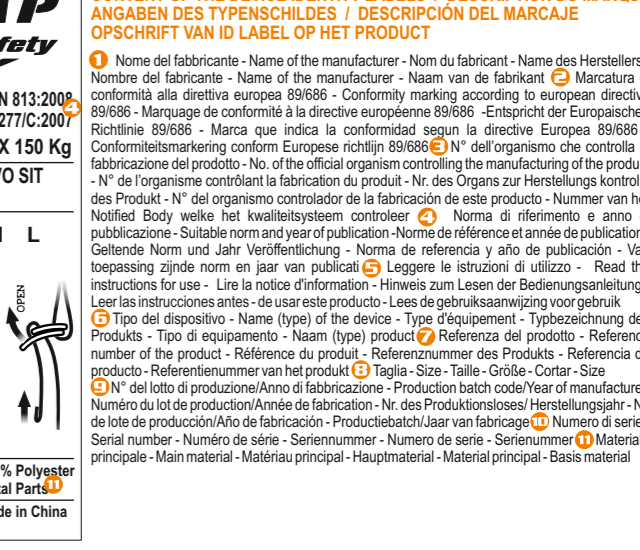 AP
fety
N 813:2008
4
277/C:2007
X 150 Kg
/O SIT
L
OPEN
% Polyester
tal Parts 11
de in China
ANGABEN DES TYPENSCHILDES / DESCRIPCIÓN DEL MARCAJE
OPSCHRIFT VAN ID LABEL OP HET PRODUCT
1 Nome del fabbricante - Name of the manufacturer - Nom du fabricant - Name des Herstellers
Nombre del fabricante - Name of the manufacturer - Naam van de fabrikant 2 Marcatura
conformità alla direttiva europea 89/686 - Conformity marking according to european directiv
89/686 - Marquage de conformité à la directive européenne 89/686 -Entspricht der Europäische
Richtlinie 89/686 - Marca que indica la conformidad segun la directive Europea 89/686
Conformiteitsmarkering conform Europese richtlijn 89/686 3 N° dell'organismo che controlla
fabbricazione del prodotto - No. of the official organism controlling the manufacturing of the produ
- N° de l'organisme contrôlant la fabrication du produit - Nr. des Organs zur Herstellungs kontrol
des Produkt - N° del organismo controlador de la fabricación de este producto - Nummer van he
Notified Body welke het kwaliteitsysteem controleer 4 Norma di riferimento e anno
pubblicazione - Suitable norm and year of publication -Norme de référence et année de publication
Geltende Norm und Jahr Veröffentlichung - Norma de referencia y año de publicación - Va
toepassing zijnde norm en jaar van publicati 5 Leggere le istruzioni di utilizzo - Read th
instructions for use - Lire la notice d'information - Hinweis zum Lesen der Bedienungsanleitung
Leer las instrucciones antes - de usar este producto - Lees de gebruiksaanwijzing voor gebruik
6 Tipo del dispositivo - Name (type) of the device - Type d'équipement - Typbezeichnung de
Produkts - Tipo di equipamento - Naam (type) product 7 Referenza del prodotto - Referenc
number of the product - Référence du produit - Referenznummer des Produkts - Referencia d
producto - Referentienummer van het produkt 8 Taglia - Size - Taille - Größe - Cortar - Size
9 N° del lotto di produzione/Anno di fabbricazione - Production batch code/Year of manufacture
Numéro du lot de production/Année de fabrication - Nr. des Produktionsloses/ Herstellungsjahr - N
de lote de producción/Año de fabricación - Productiebatch/Jaar van fabricage 10 Numero di serie
Serial number - Numéro de série - Seriennummer - Numero de serie - Serienummer 11 Material
principale - Main material - Matériau principal - Hauptmaterial - Material principal - Basis material